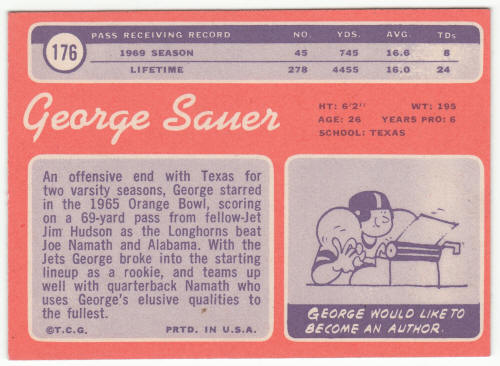 176
PASS RECEIVING RECORD NO. YDS. AVG. TDs
1969 SEASON 45 745 16.6 8
LIFETIME 278 4455 16.0 24
George Sauer
HT: 6'2" WT: 195
AGE: 26 YEARS PRO: 6
SCHOOL: TEXAS
An offensive end with Texas for
two varsity seasons, George starred
in the 1965 Orange Bowl, scoring
on a 69-yard pass from fellow-Jet
Jim Hudson as the Longhorns beat
Joe Namath and Alabama. With the
Jets George broke into the starting
lineup as a rookie, and teams up
well with quarterback Namath who
uses George's elusive qualities to
the fullest.
©T.C.G. PRTD. IN U.S.A.
GEORGE WOULD LIKE TO
BECOME AN AUTHOR.